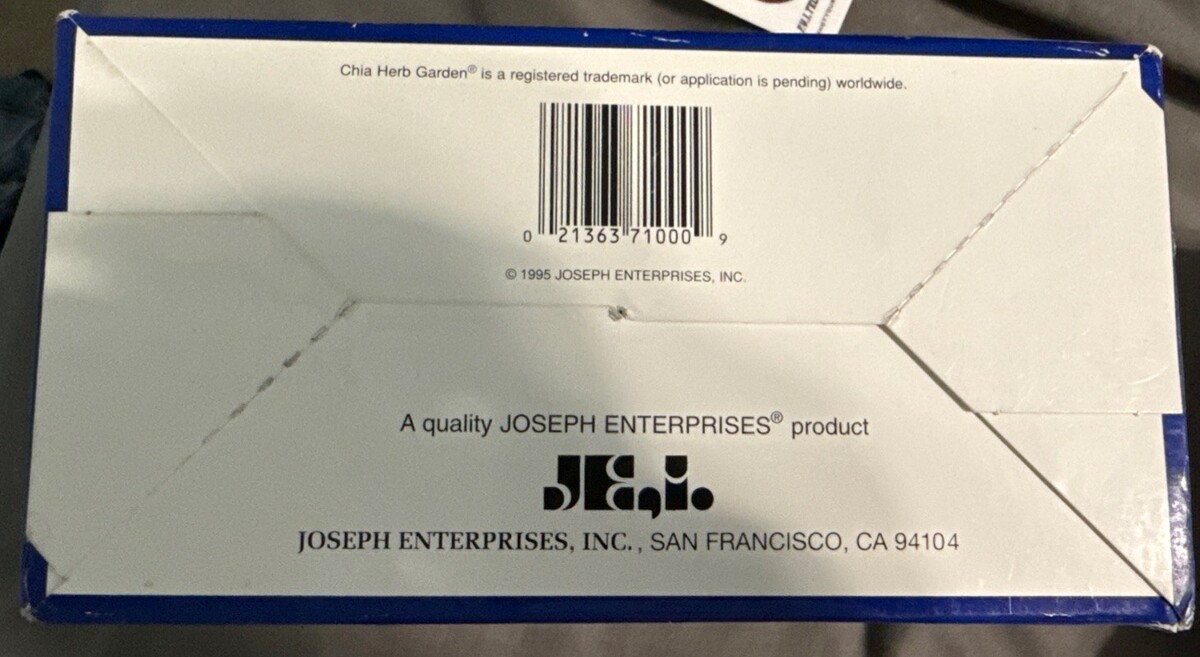 Chia Herb Garden® is a registered trademark (or application is pending) worldwide.
0 21363 71000 9
© 1995 JOSEPH ENTERPRISES, INC.
A quality JOSEPH ENTERPRISES® product
JE,i.
JOSEPH ENTERPRISES, INC., SAN FRANCISCO, CA 94104